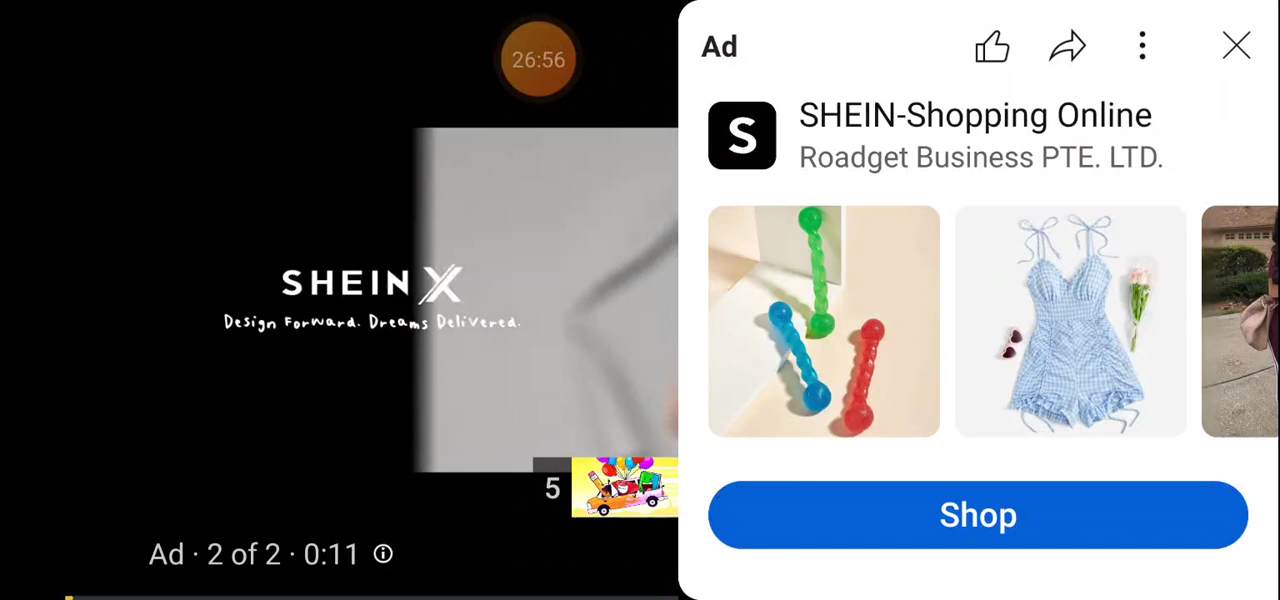 26:56
SHEIN X
Design Forward. Dreams Delivered.
5
Ad · 2 of 2 · 0:11
Ad
S
SHEIN-Shopping Online
Roadget Business PTE. LTD.
Shop